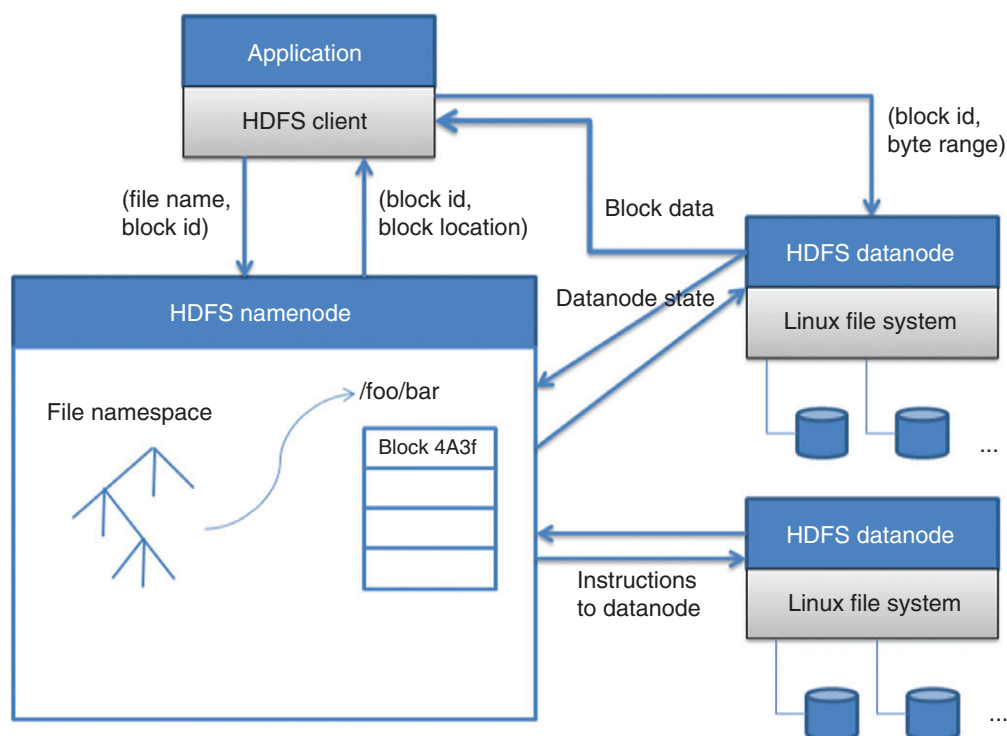 Application
HDFS client
(file name,
block id)
(block id,
block location)
Block data
(block id,
byte range)
HDFS datanode
Linux file system
...
Datanode state
HDFS namenode
File namespace
/foo/bar
Block 4A3f
HDFS datanode
Linux file system
...
Instructions
to datanode